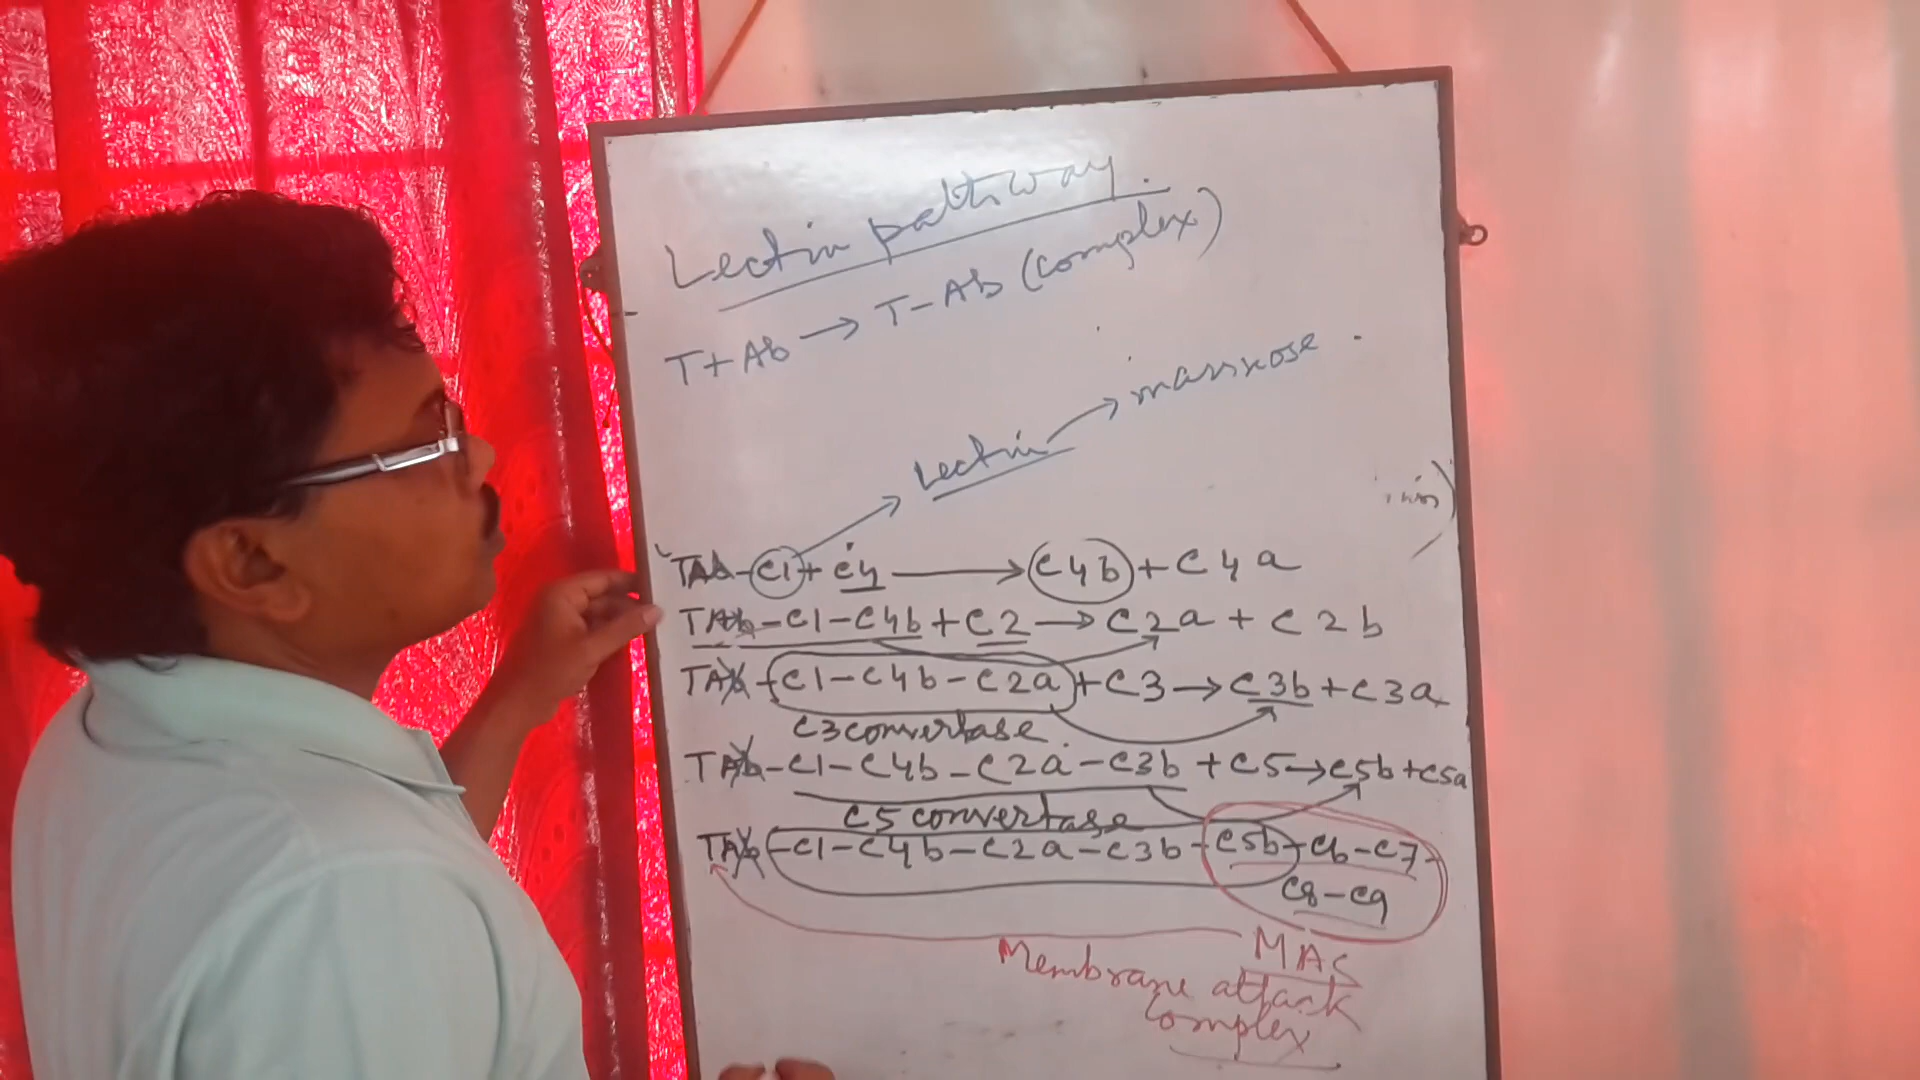 Lectin pathway.
T+Ab → T-Ab (complex)
Lectin → mannose
TAb-C1+C4 → C4b+C4a
TAb-C1-C4b+C2 → C2a+C2b
TAb-C1-C4b-C2a+C3 → C3b+C3a
C3 convertase
TAb-C1-C4b-C2a-C3b+C5 → C5b+C5a
C5 convertase
TAb-C1-C4b-C2a-C3b-C5b-C6-C7-
C8-C9
MAC
Membrane attack
Complex